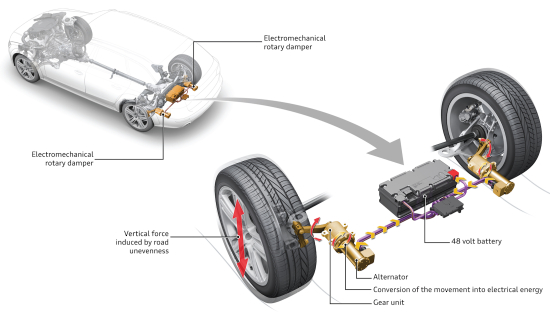 Electromechanical
rotary damper
Electromechanical
rotary damper
Vertical force
induced by road
unevenness
48 volt battery
Alternator
Conversion of the movement into electrical energy
Gear unit